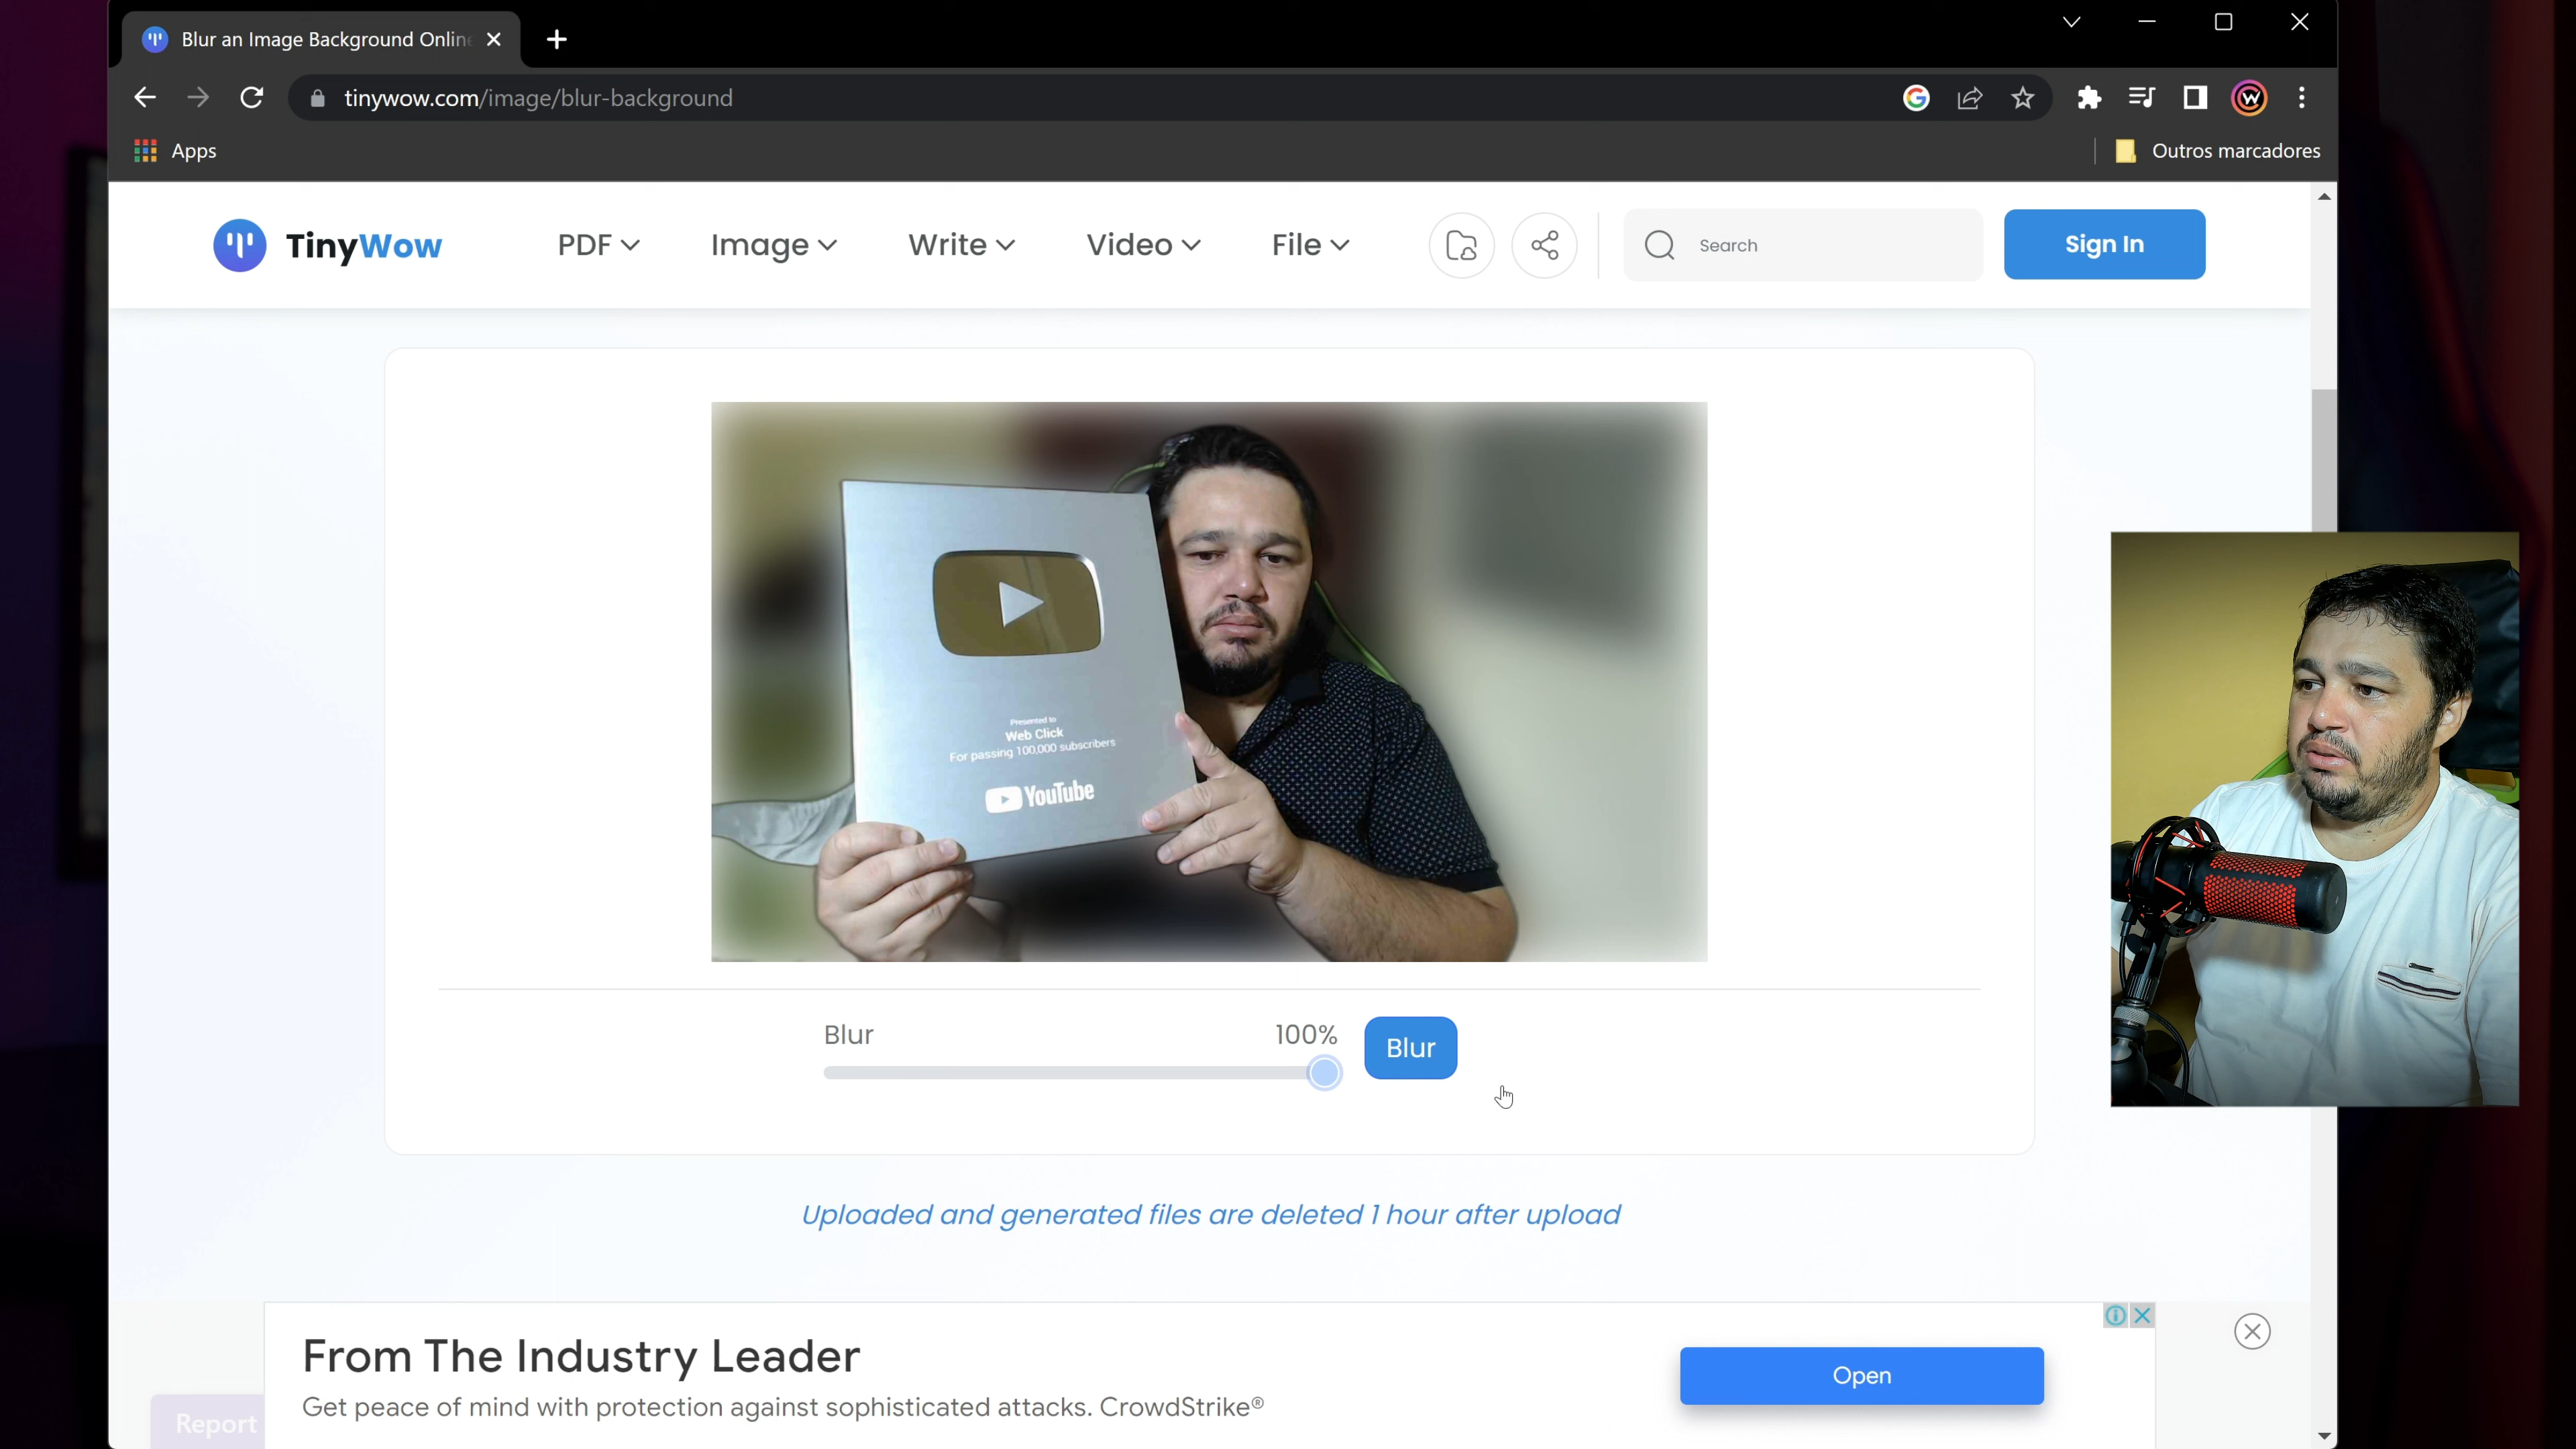 Blur an Image Background Onlin
tinywow.com/image/blur-background
Apps
Outros marcadores
TinyWow
PDF
Image
Write
Video
File
Search
Sign In
Presented to
Web Click
For passing 100,000 subscribers
YouTube
Blur
100%
Blur
Uploaded and generated files are deleted 1 hour after upload
From The Industry Leader
Get peace of mind with protection against sophisticated attacks. CrowdStrike®
Open
Report